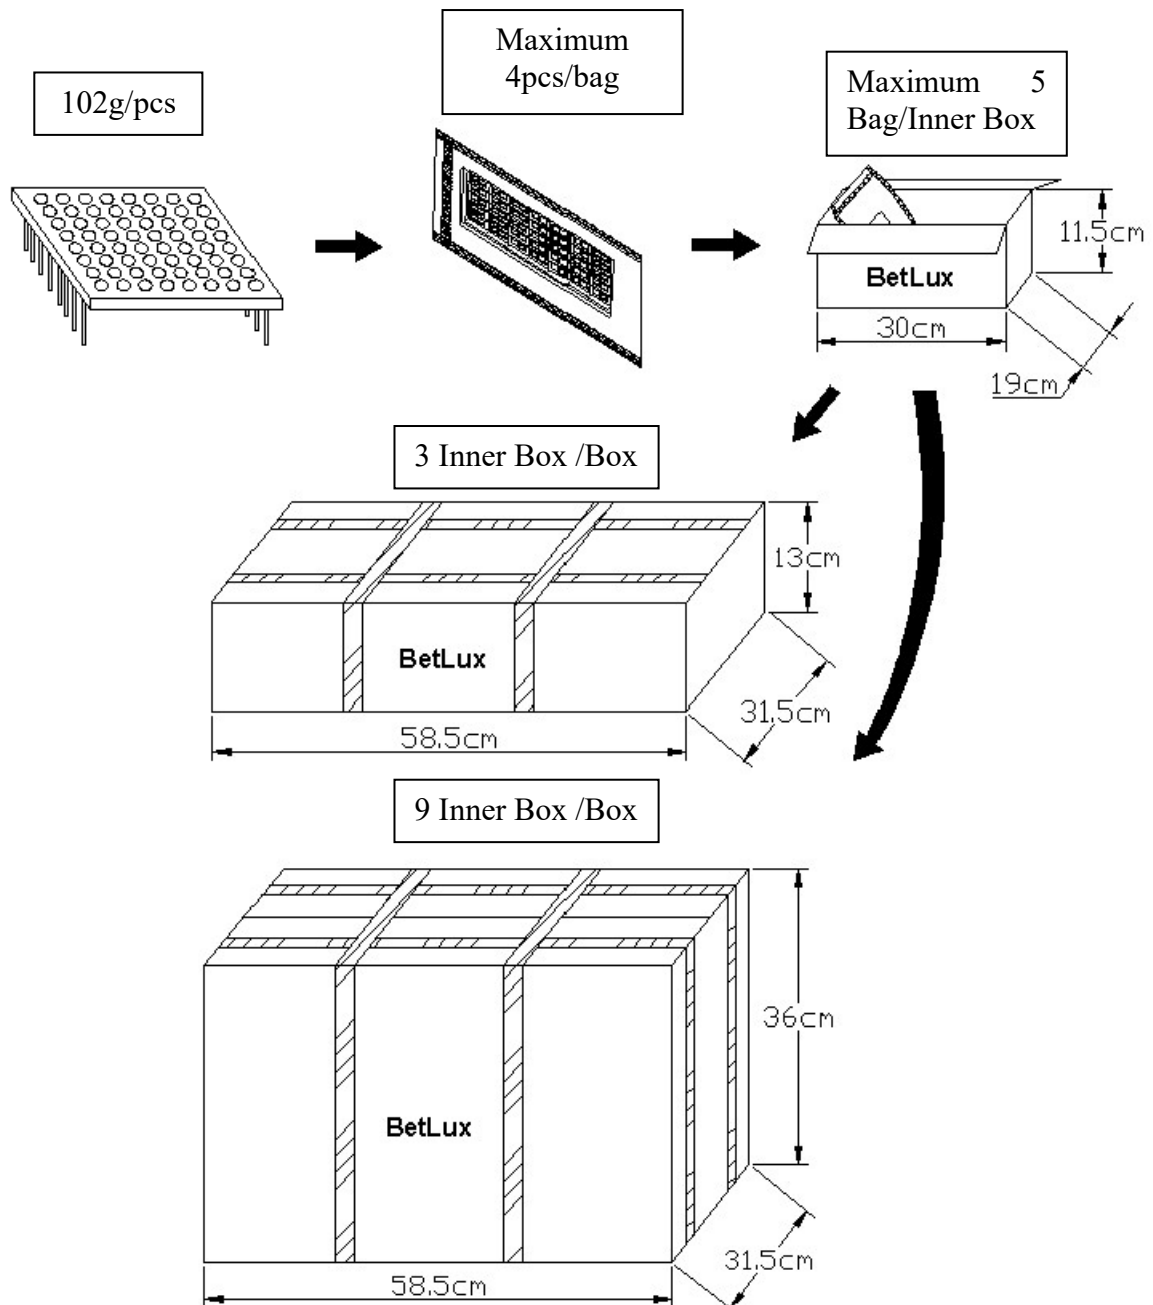 102g/pcs
Maximum
4pcs/bag
Maximum 5
Bag/Inner Box
BetLux
11.5cm
30cm
19cm
3 Inner Box /Box
BetLux
13cm
31.5cm
58.5cm
9 Inner Box /Box
BetLux
36cm
31.5cm
58.5cm